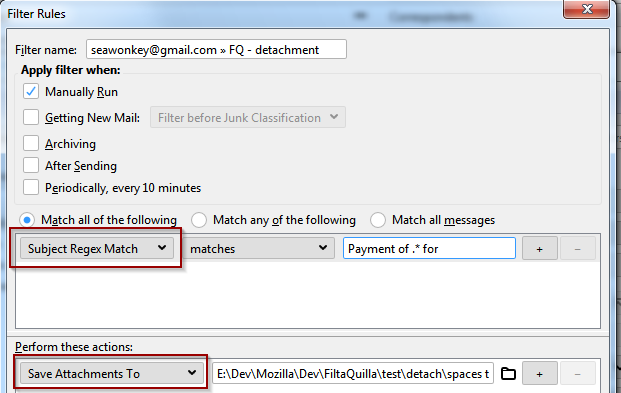 Correspondents
Filter Rules
Filter name: seawonkey@gmail.com » FQ - detachment
Apply filter when:
Manually Run
Getting New Mail: Filter before Junk Classification
Archiving
After Sending
Periodically, every 10 minutes
Match all of the following Match any of the following Match all messages
Subject Regex Match matches Payment of .* for + −
Perform these actions:
Save Attachments To E:\Dev\Mozilla\Dev\FiltaQuilla\test\detach\spaces t + −